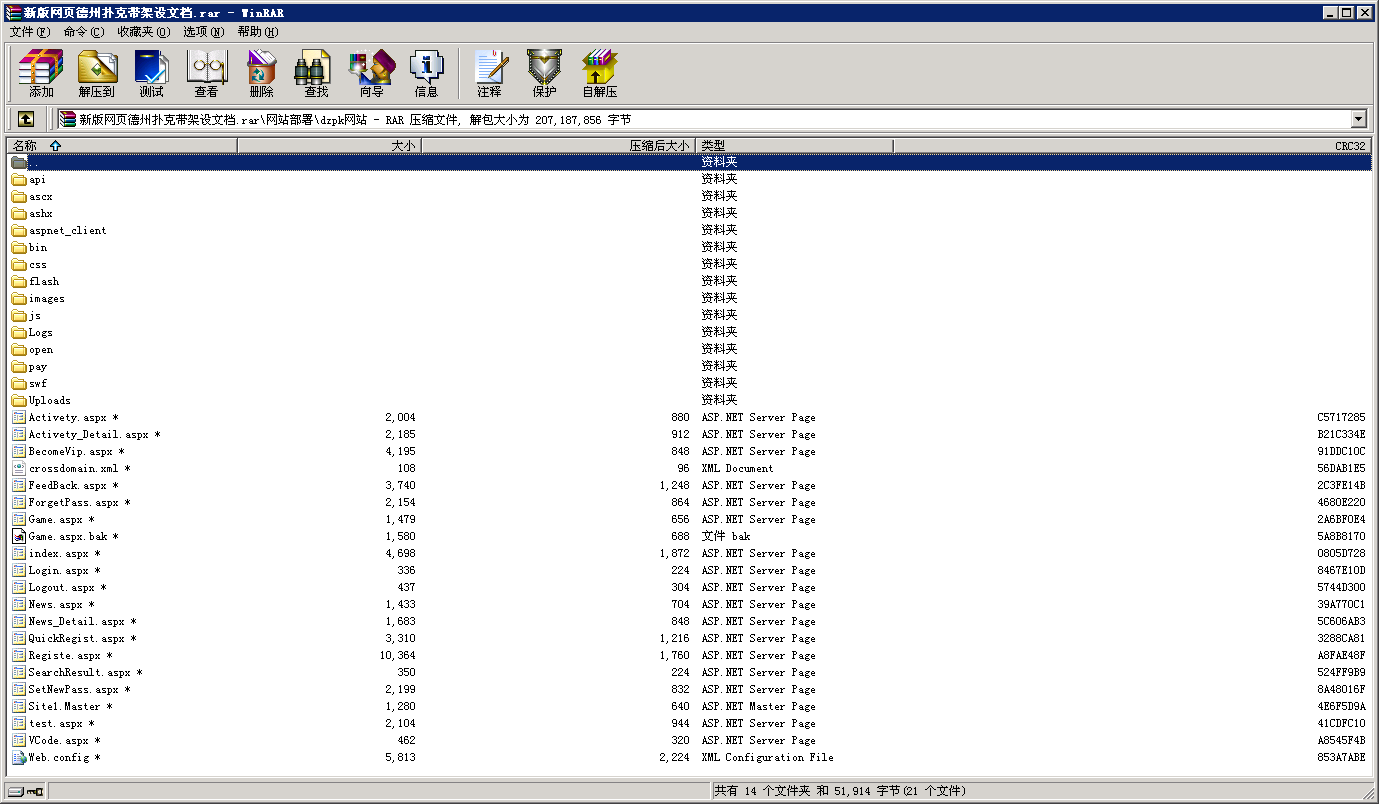 新版网页德州扑克带架设文档.rar - WinRAR
文件(F) 命令(C) 收藏夹(O) 选项(N) 帮助(H)
添加 解压到 测试 查看 删除 查找 向导 信息 注释 保护 自解压
新版网页德州扑克带架设文档.rar\网站部署\dzpk网站 - RAR 压缩文件, 解包大小为 207,187,856 字节
名称 大小 压缩后大小 类型 CRC32
.. 资料夹
api 资料夹
ascx 资料夹
ashx 资料夹
aspnet_client 资料夹
bin 资料夹
css 资料夹
flash 资料夹
images 资料夹
js 资料夹
Logs 资料夹
open 资料夹
pay 资料夹
swf 资料夹
Uploads 资料夹
Activety.aspx * 2,004 880 ASP.NET Server Page C5717285
Activety_Detail.aspx * 2,185 912 ASP.NET Server Page B21C334E
BecomeVip.aspx * 4,195 848 ASP.NET Server Page 91DDC10C
crossdomain.xml * 108 96 XML Document 56DAB1E5
FeedBack.aspx * 3,740 1,248 ASP.NET Server Page 2C3FE14B
ForgetPass.aspx * 2,154 864 ASP.NET Server Page 4680E220
Game.aspx * 1,479 656 ASP.NET Server Page 2A6BF0E4
Game.aspx.bak * 1,580 688 文件 bak 5A8B8170
index.aspx * 4,698 1,872 ASP.NET Server Page 0805D728
Login.aspx * 336 224 ASP.NET Server Page 8467E10D
Logout.aspx * 437 304 ASP.NET Server Page 5744D300
News.aspx * 1,433 704 ASP.NET Server Page 39A770C1
News_Detail.aspx * 1,683 848 ASP.NET Server Page 5C606AB3
QuickRegist.aspx * 3,310 1,216 ASP.NET Server Page 3288CA81
Registe.aspx * 10,364 1,760 ASP.NET Server Page A8FAE48F
SearchResult.aspx * 350 224 ASP.NET Server Page 524FF9B9
SetNewPass.aspx * 2,199 832 ASP.NET Server Page 8A48016F
Site1.Master * 1,280 640 ASP.NET Master Page 4E6F5D9A
test.aspx * 2,104 944 ASP.NET Server Page 41CDFC10
VCode.aspx * 462 320 ASP.NET Server Page A8545F4B
Web.config * 5,813 2,224 XML Configuration File 853A7ABE
共有 14 个文件夹 和 51,914 字节(21 个文件)